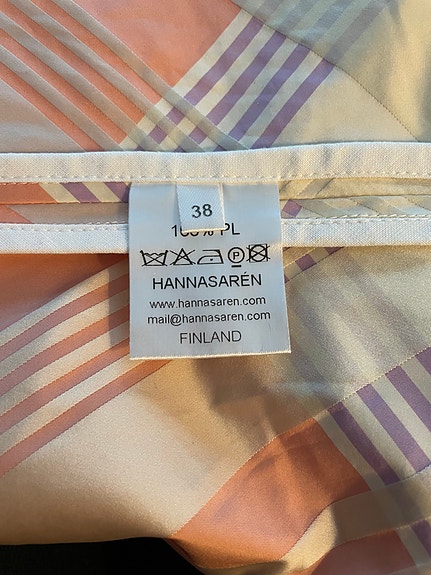 38
100% PL
P
HANNASARÉN
www.hannasaren.com
mail@hannasaren.com
FINLAND